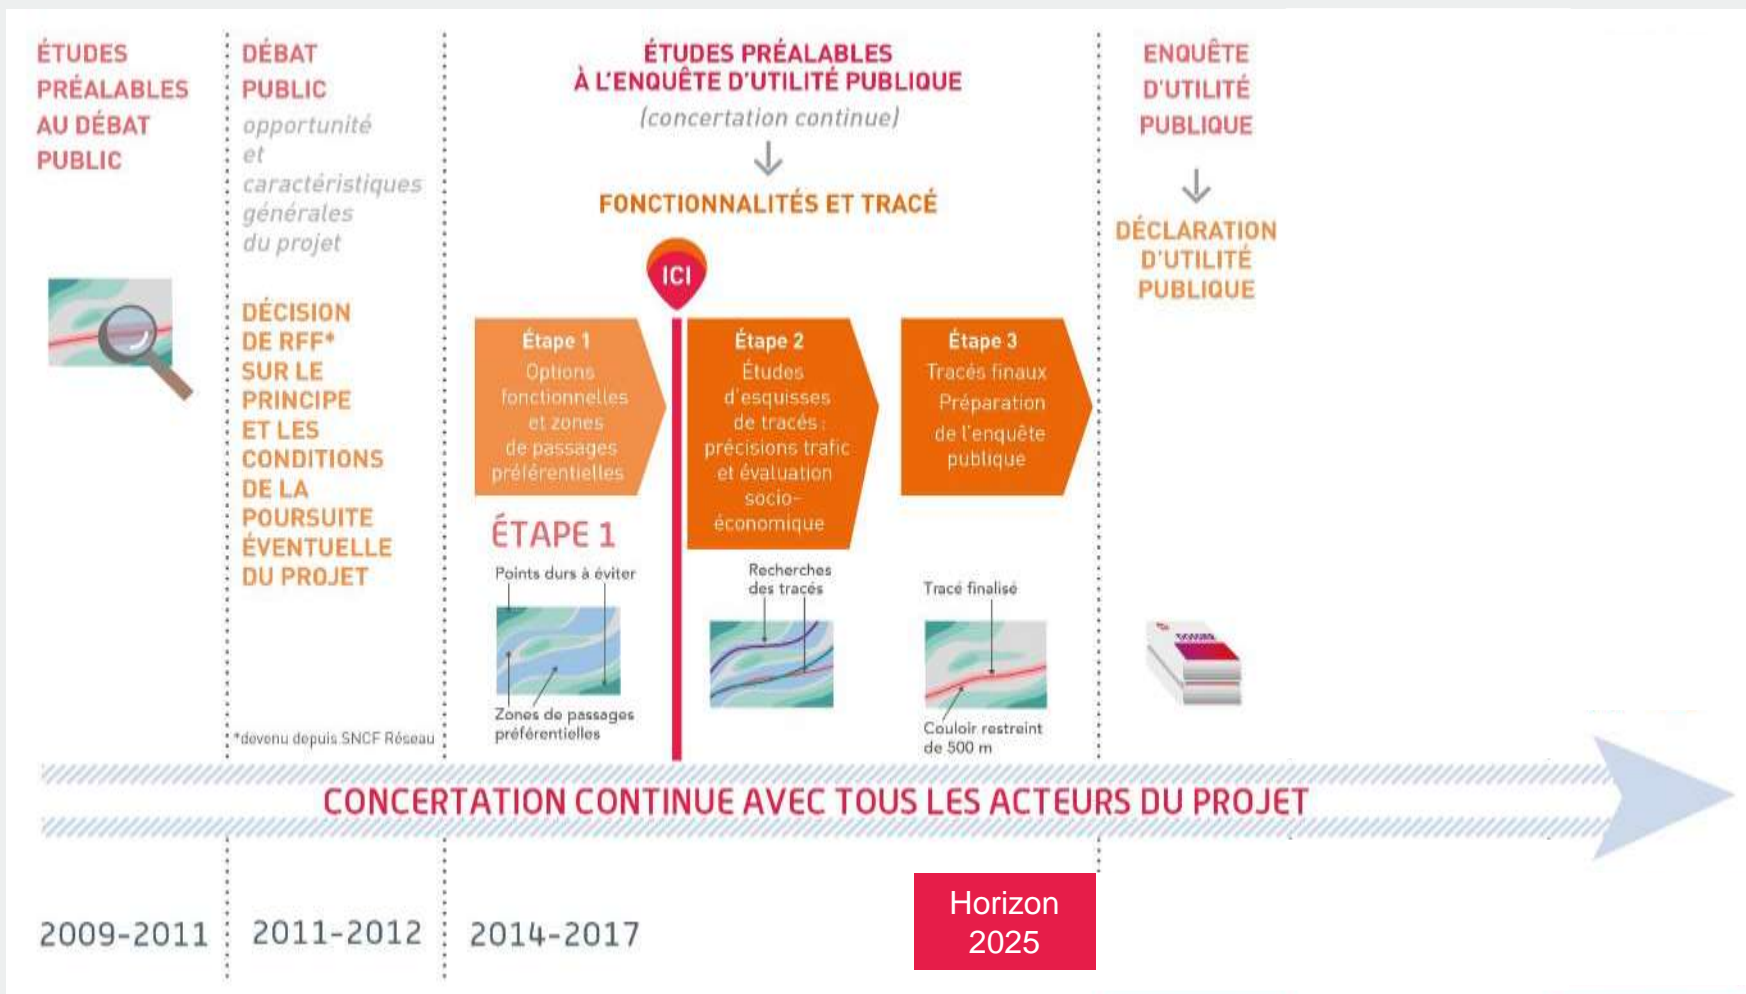 ÉTUDES
PRÉALABLES
AU DÉBAT
PUBLIC
DÉBAT
PUBLIC
opportunité
et
caractéristiques
générales
du projet
DÉCISION
DE RFF*
SUR LE
PRINCIPE
ET LES
CONDITIONS
DE LA
POURSUITE
ÉVENTUELLE
DU PROJET
*devenu depuis SNCF Réseau
ÉTUDES PRÉALABLES
À L'ENQUÊTE D'UTILITÉ PUBLIQUE
(concertation continue)
FONCTIONNALITÉS ET TRACÉ
ICI
Étape 1
Options
fonctionnelles
et zones
de passages
préférentielles
ÉTAPE 1
Points durs à éviter
Zones de passages
préférentielles
Étape 2
Études
d'esquisses
de tracés :
précisions trafic
et évaluation
socio-
économique
Recherches
des tracés
Étape 3
Tracés finaux
Préparation
de l'enquête
publique
Tracé finalisé
Couloir restreint
de 500 m
ENQUÊTE
D'UTILITÉ
PUBLIQUE
DÉCLARATION
D'UTILITÉ
PUBLIQUE
DOSSIER
CONCERTATION CONTINUE AVEC TOUS LES ACTEURS DU PROJET
2009-2011
2011-2012
2014-2017
Horizon
2025